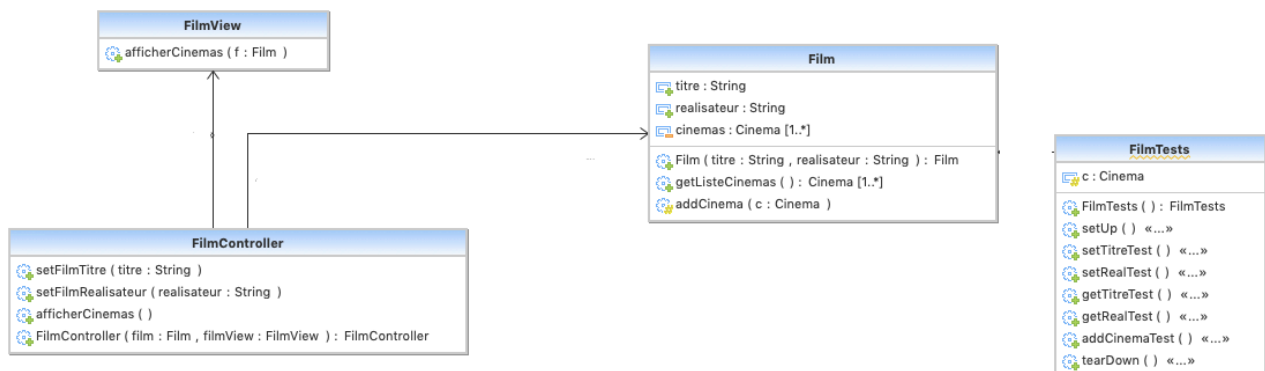 FilmView
afficherCinemas ( f : Film )
Film
titre : String
realisateur : String
cinemas : Cinema [1..*]
Film ( titre : String , realisateur : String ) : Film
getListeCinemas ( ) : Cinema [1..*]
addCinema ( c : Cinema )
FilmTests
c : Cinema
FilmTests ( ) : FilmTests
setUp ( ) «...»
setTitreTest ( ) «...»
setRealTest ( ) «...»
getTitreTest ( ) «...»
getRealTest ( ) «...»
addCinemaTest ( ) «...»
tearDown ( ) «...»
FilmController
setFilmTitre ( titre : String )
setFilmRealisateur ( realisateur : String )
afficherCinemas ( )
FilmController ( film : Film , filmView : FilmView ) : FilmController